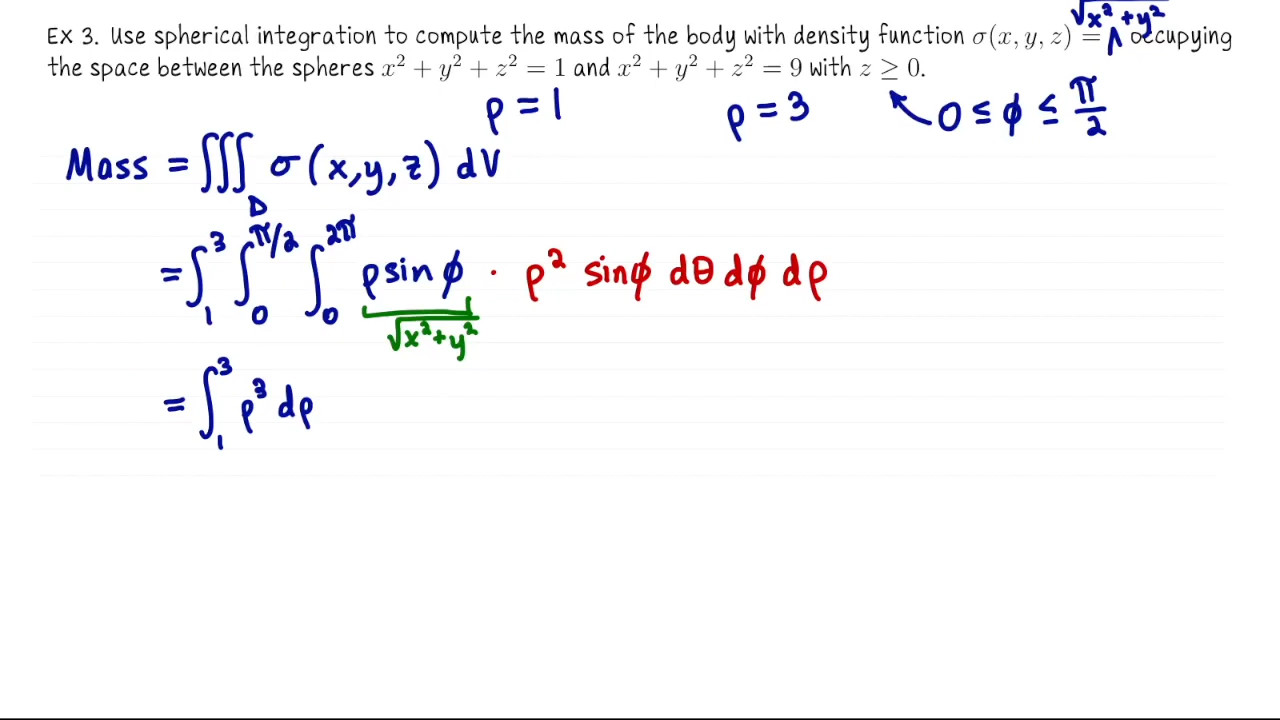 √x² + y²
Ex 3. Use spherical integration to compute the mass of the body with density function σ(x, y, z) = ∧ occupying
the space between the spheres x² + y² + z² = 1 and x² + y² + z² = 9 with z ≥ 0.
ρ = 1 ρ = 3 0 ≤ ϕ ≤ π/2
Mass = ∭_D σ(x,y,z) dV
= ∫₁³ ∫₀^{π/2} ∫₀^{2π} ρ sin ϕ · ρ² sinϕ dθ dϕ dρ
√x² + y²
= ∫₁³ ρ³ dρ